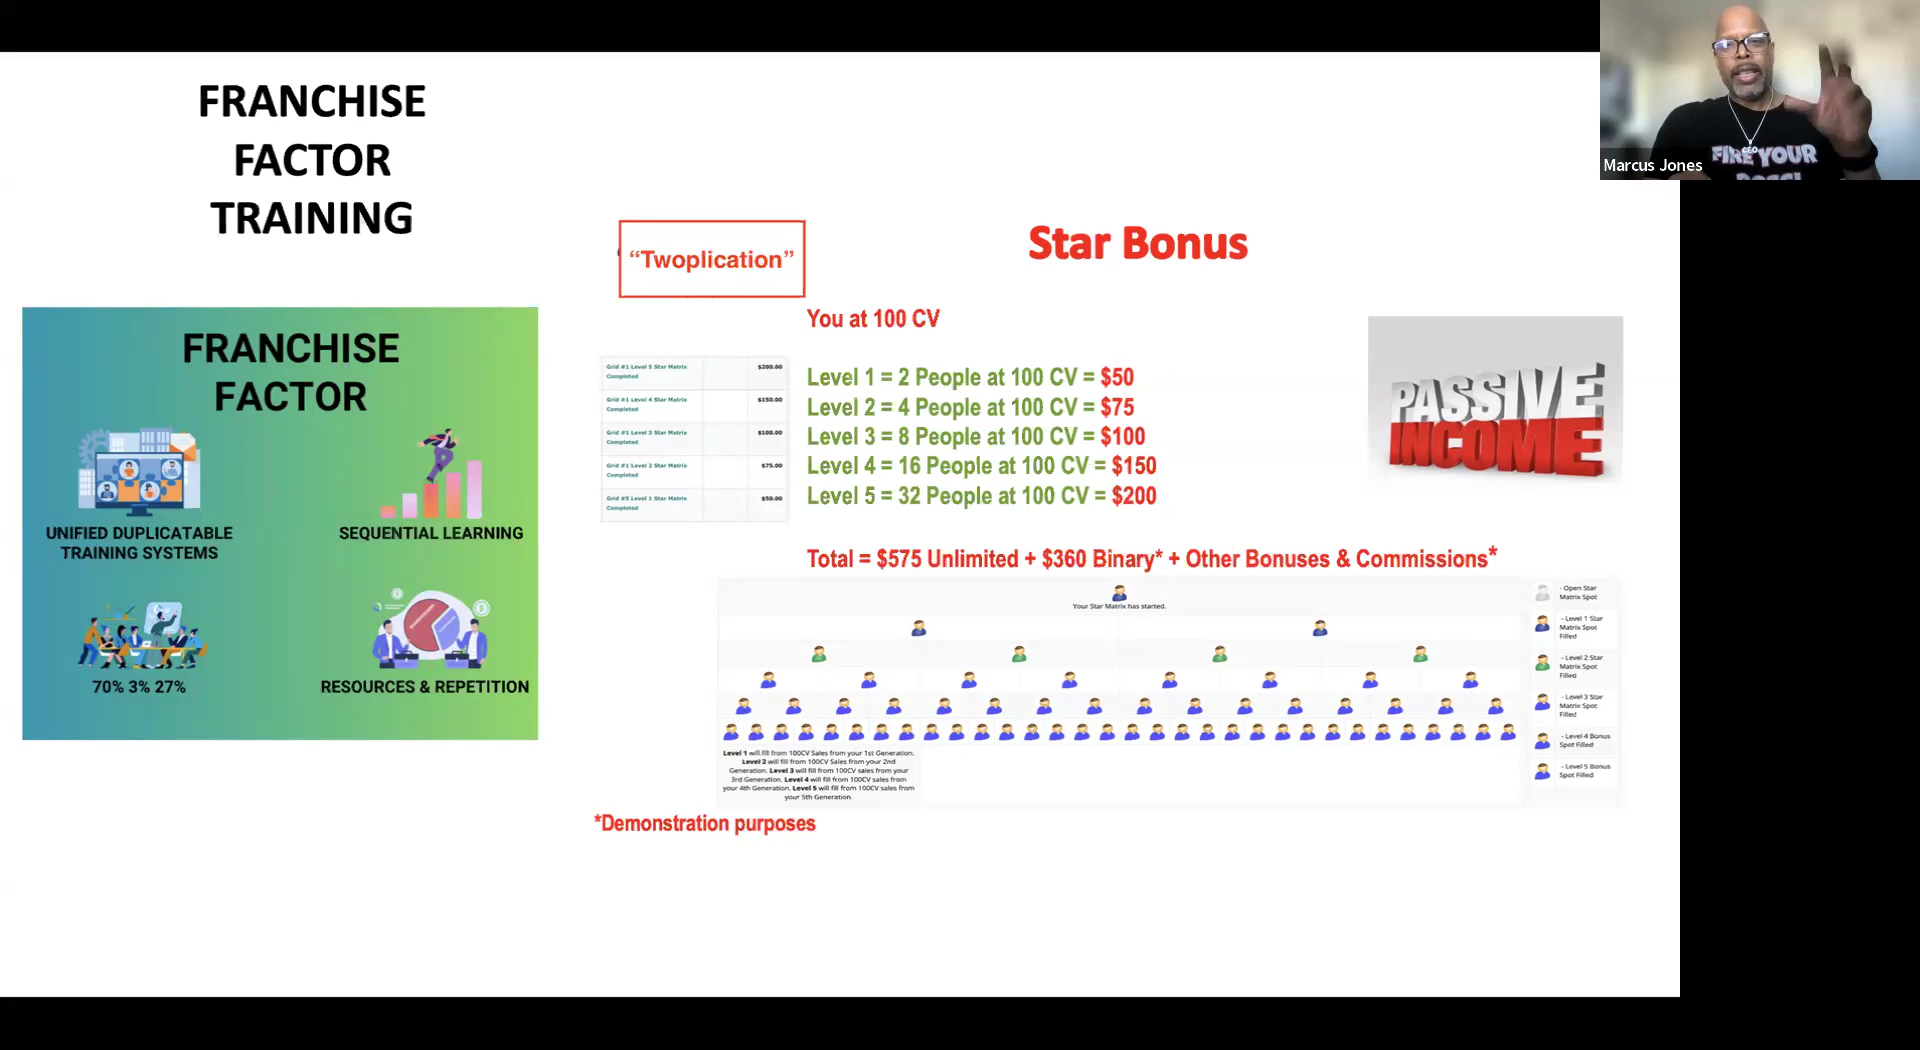 FRANCHISE
FACTOR
TRAINING
FRANCHISE
FACTOR
UNIFIED DUPLICATABLE
TRAINING SYSTEMS
SEQUENTIAL LEARNING
70% 3% 27%
RESOURCES & REPETITION
“Twoplication”
Star Bonus
You at 100 CV
Grid #1 Level 5 Star Matrix
Completed
$200.00
Grid #1 Level 4 Star Matrix
Completed
$150.00
Grid #1 Level 3 Star Matrix
Completed
$100.00
Grid #1 Level 2 Star Matrix
Completed
$75.00
Grid #5 Level 1 Star Matrix
Completed
$50.00
Level 1 = 2 People at 100 CV = $50
Level 2 = 4 People at 100 CV = $75
Level 3 = 8 People at 100 CV = $100
Level 4 = 16 People at 100 CV = $150
Level 5 = 32 People at 100 CV = $200
PASSIVE
INCOME
Total = $575 Unlimited + $360 Binary* + Other Bonuses & Commissions*
Your Star Matrix has started.
- Open Star
Matrix Spot
- Level 1 Star
Matrix Spot
Filled
- Level 2 Star
Matrix Spot
Filled
- Level 3 Star
Matrix Spot
Filled
- Level 4 Bonus
Spot Filled
- Level 5 Bonus
Spot Filled
Level 1 will fill from 100CV Sales from your 1st Generation.
Level 2 will fill from 100CV Sales from your 2nd
Generation. Level 3 will fill from 100CV sales from your
3rd Generation. Level 4 will fill from 100CV sales from
your 4th Generation. Level 5 will fill from 100CV sales from
your 5th Generation.
*Demonstration purposes
CEO
FIRE YOUR
Marcus Jones